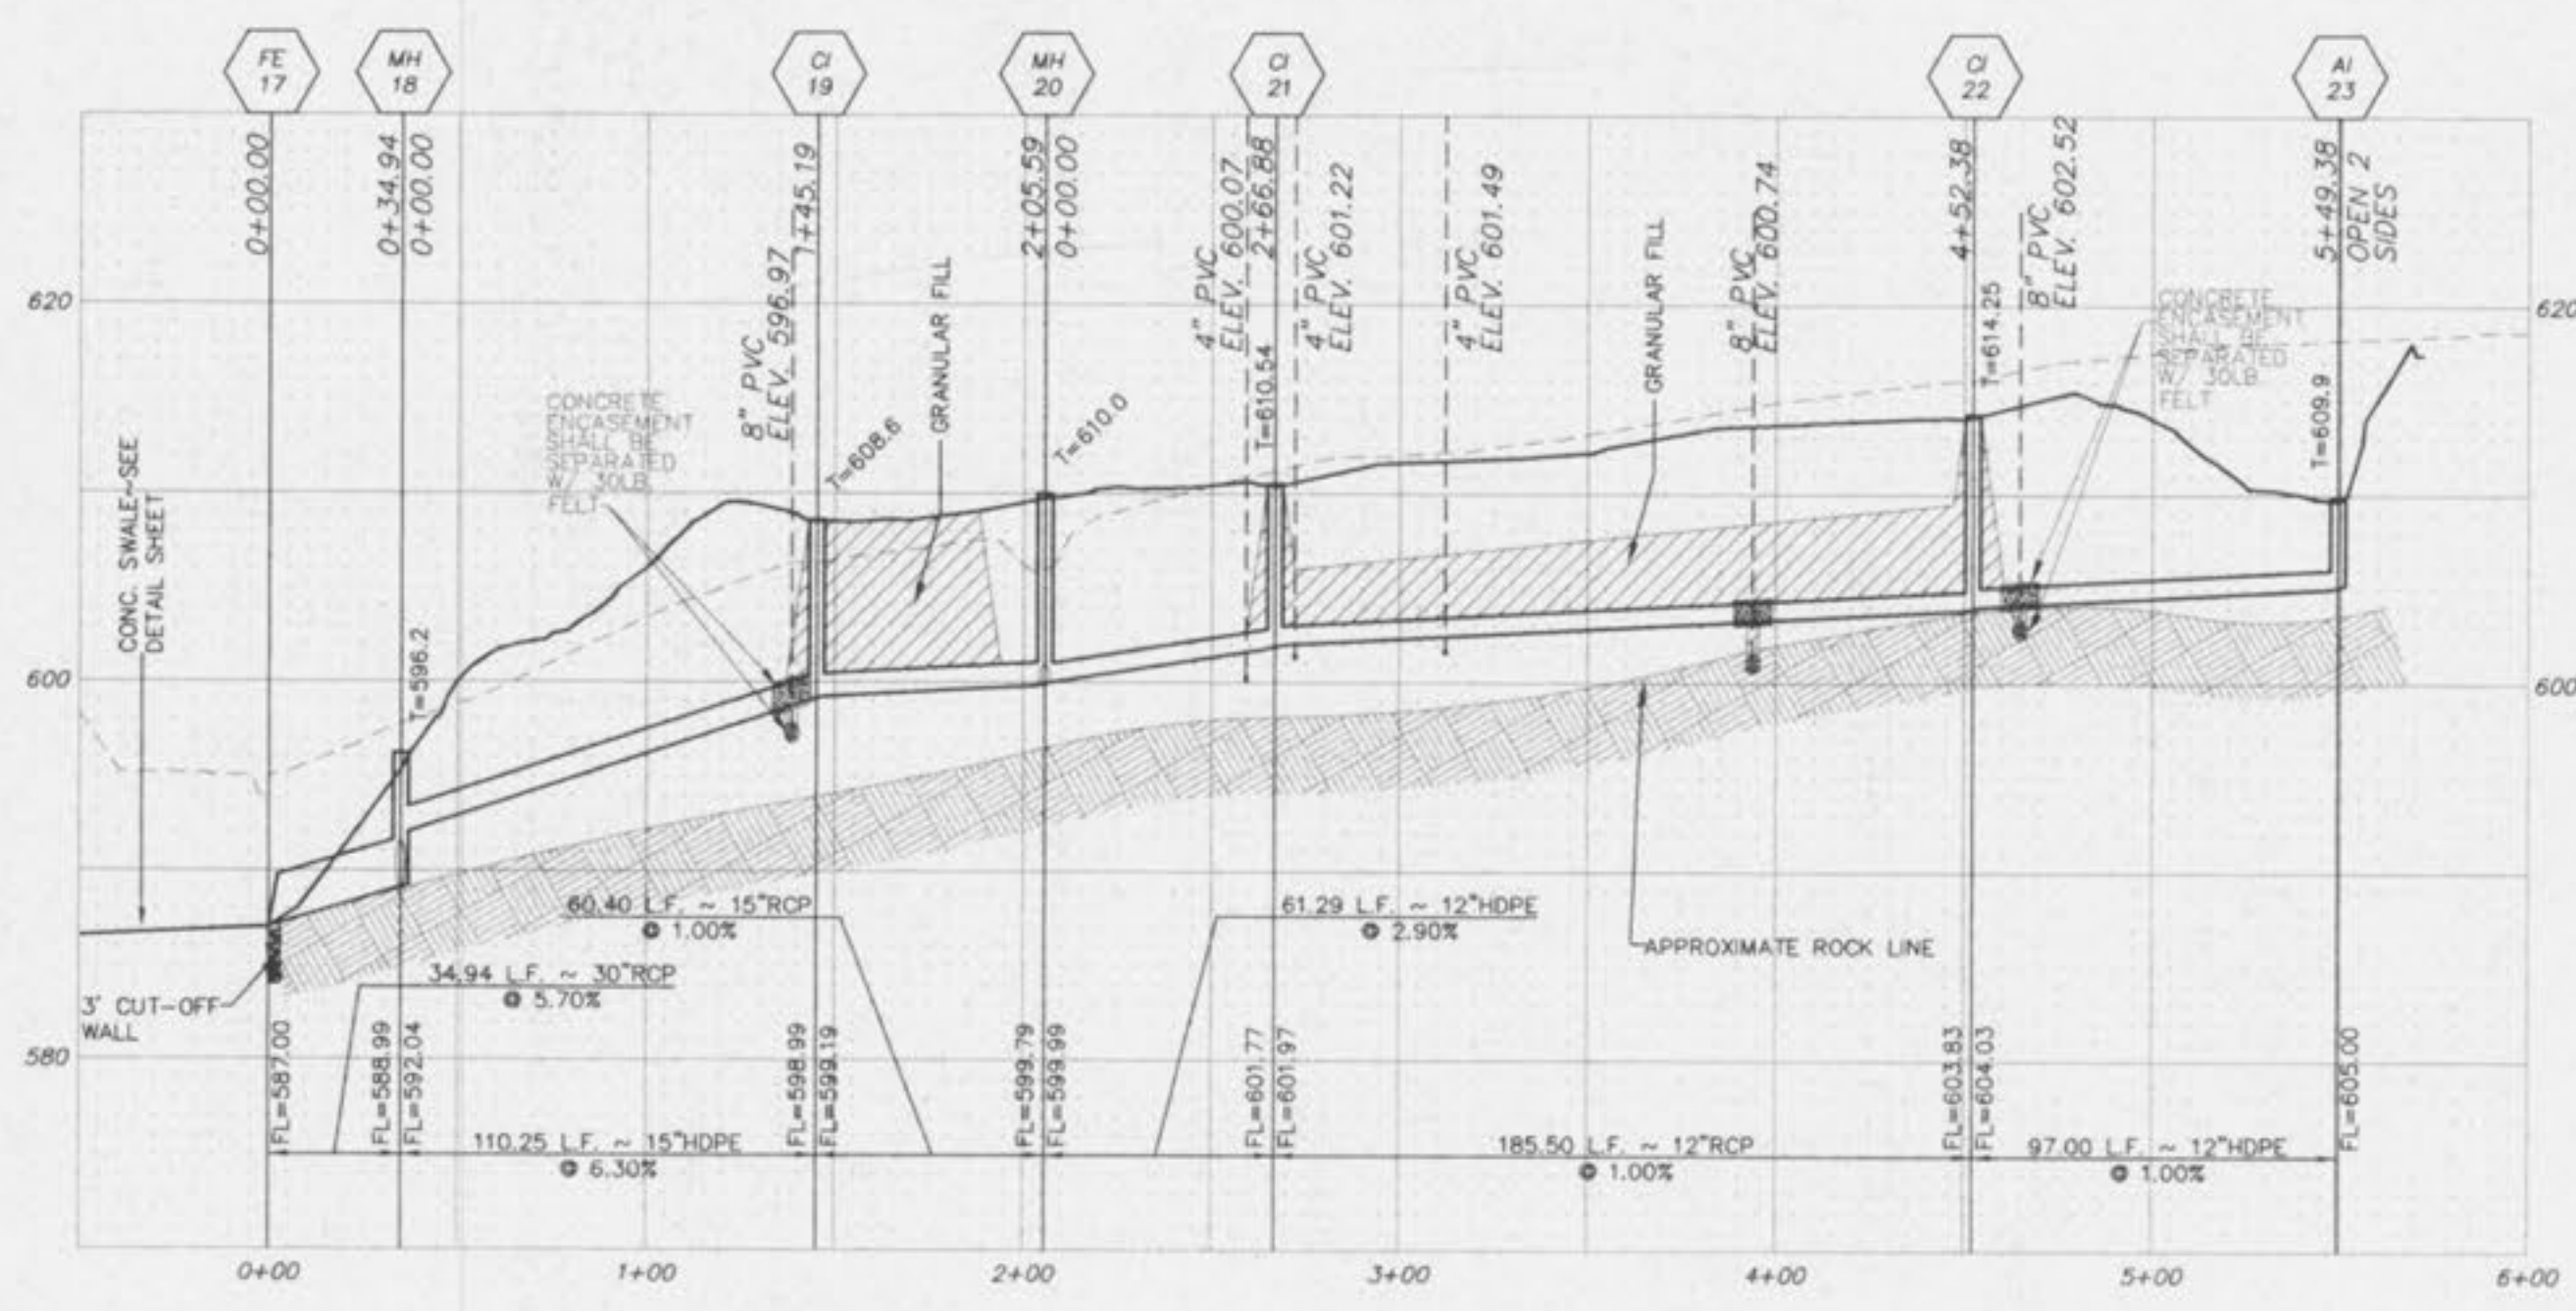 FE
17
MH
18
CI
19
MH
20
CI
21
CI
22
AI
23
0+00.00
0+34.94
0+00.00
1+45.19
2+05.59
0+00.00
2+66.88
4+52.38
5+49.38
OPEN 2
SIDES
8" PVC
ELEV. 596.97
4" PVC
ELEV. 600.07
4" PVC
ELEV. 601.22
4" PVC
ELEV. 601.49
8" PVC
ELEV. 600.74
8" PVC
ELEV. 602.52
620
620
CONCRETE
ENCASEMENT
SHALL BE
SEPARATED
W/ 30LB.
FELT
CONCRETE
ENCASEMENT
SHALL BE
SEPARATED
W/ 30LB.
FELT
GRANULAR FILL
GRANULAR FILL
CONC. SWALE~SEE
DETAIL SHEET
T=596.2
T=608.6
T=610.0
T=610.54
T=614.25
T=609.9
600
600
60.40 L.F. ~ 15"RCP
@ 1.00%
61.29 L.F. ~ 12"HDPE
@ 2.90%
APPROXIMATE ROCK LINE
34.94 L.F. ~ 30"RCP
@ 5.70%
3' CUT-OFF
WALL
580
FL=587.00
FL=588.99
FL=592.04
FL=598.99
FL=599.19
FL=599.79
FL=599.99
FL=601.77
FL=601.97
FL=603.83
FL=604.03
FL=605.00
110.25 L.F. ~ 15"HDPE
@ 6.30%
185.50 L.F. ~ 12"RCP
@ 1.00%
97.00 L.F. ~ 12"HDPE
@ 1.00%
0+00
1+00
2+00
3+00
4+00
5+00
6+00